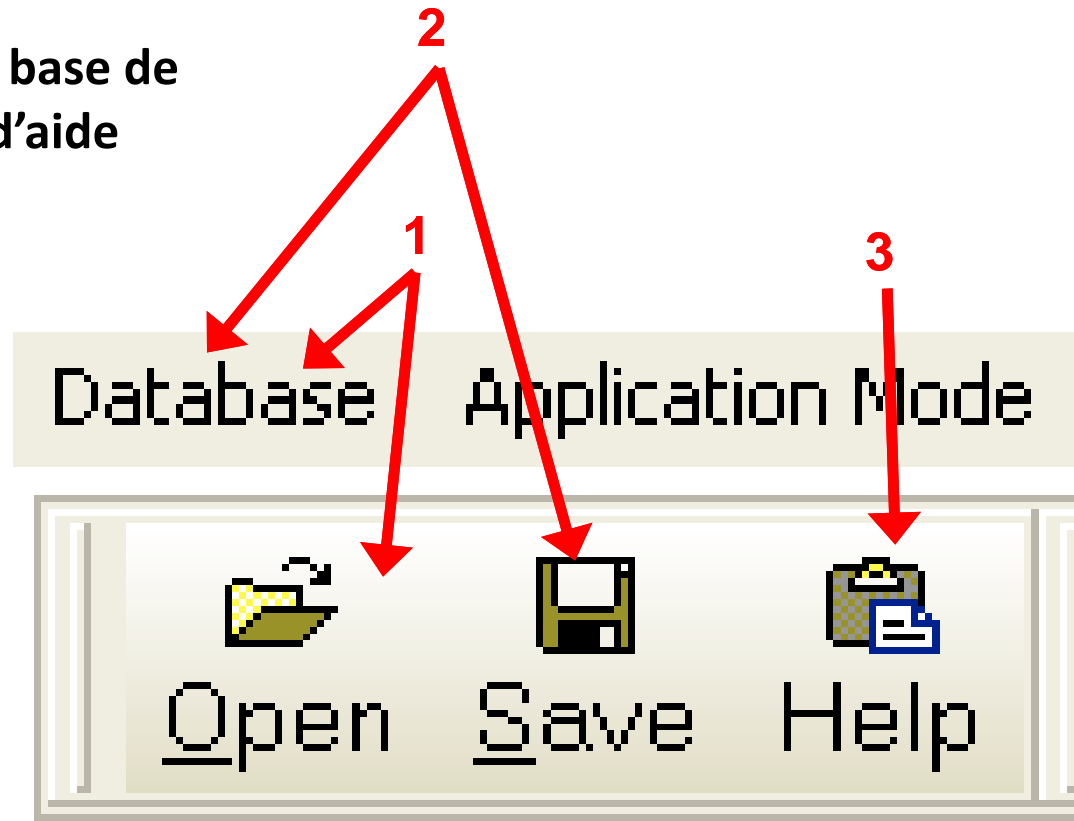 2
base de
d’aide
1
3
Database Application Mode
Open Save Help